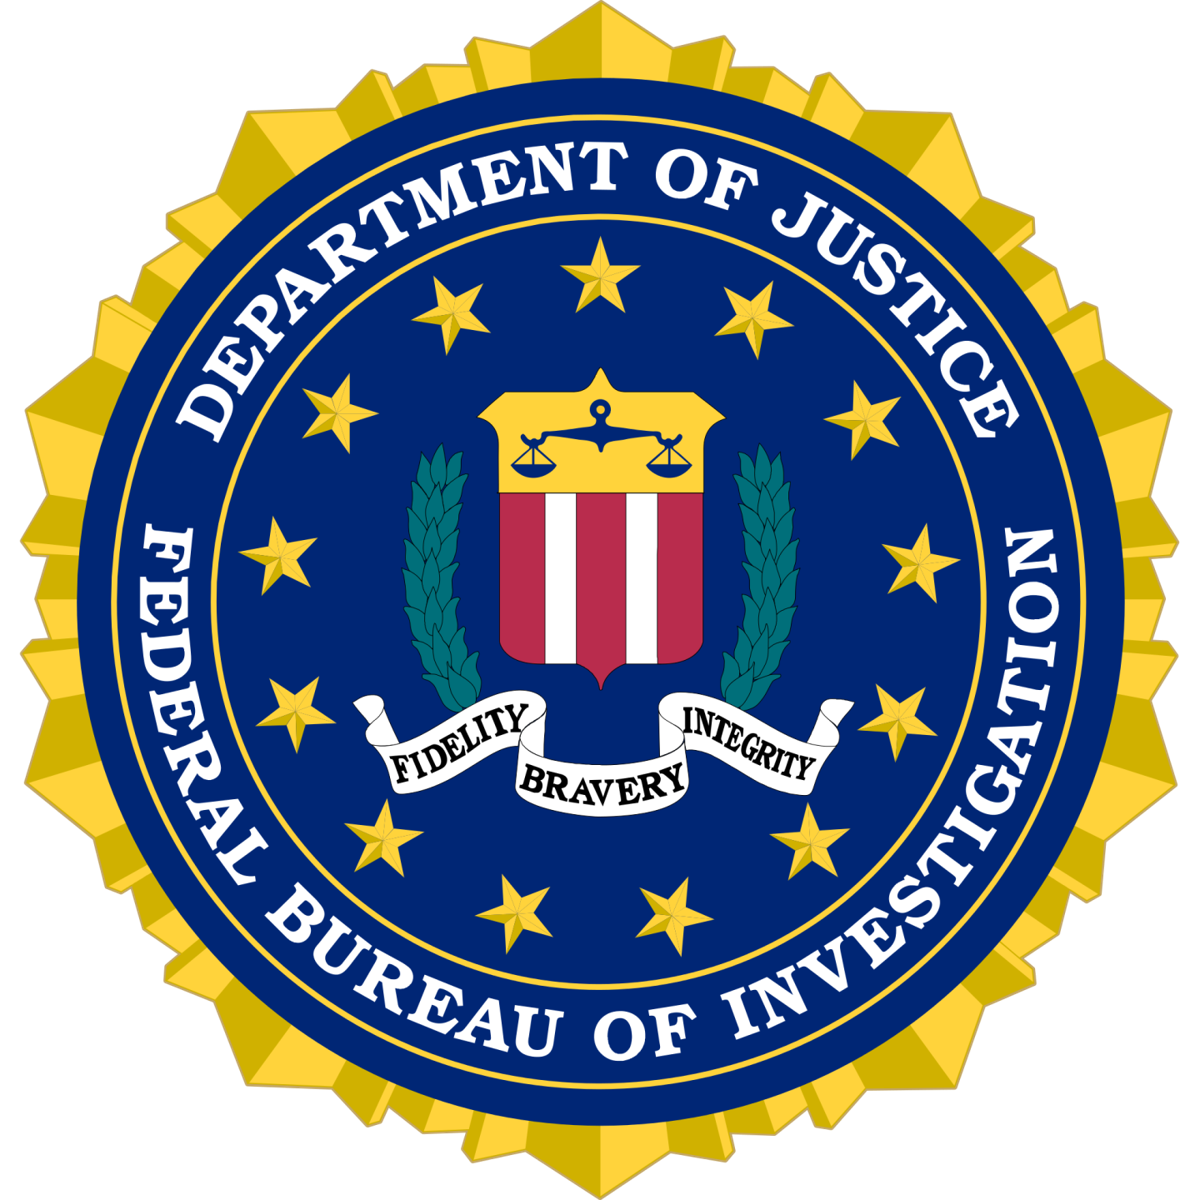 DEPARTMENT OF JUSTICE
FIDELITY
BRAVERY
INTEGRITY
FEDERAL BUREAU OF INVESTIGATION